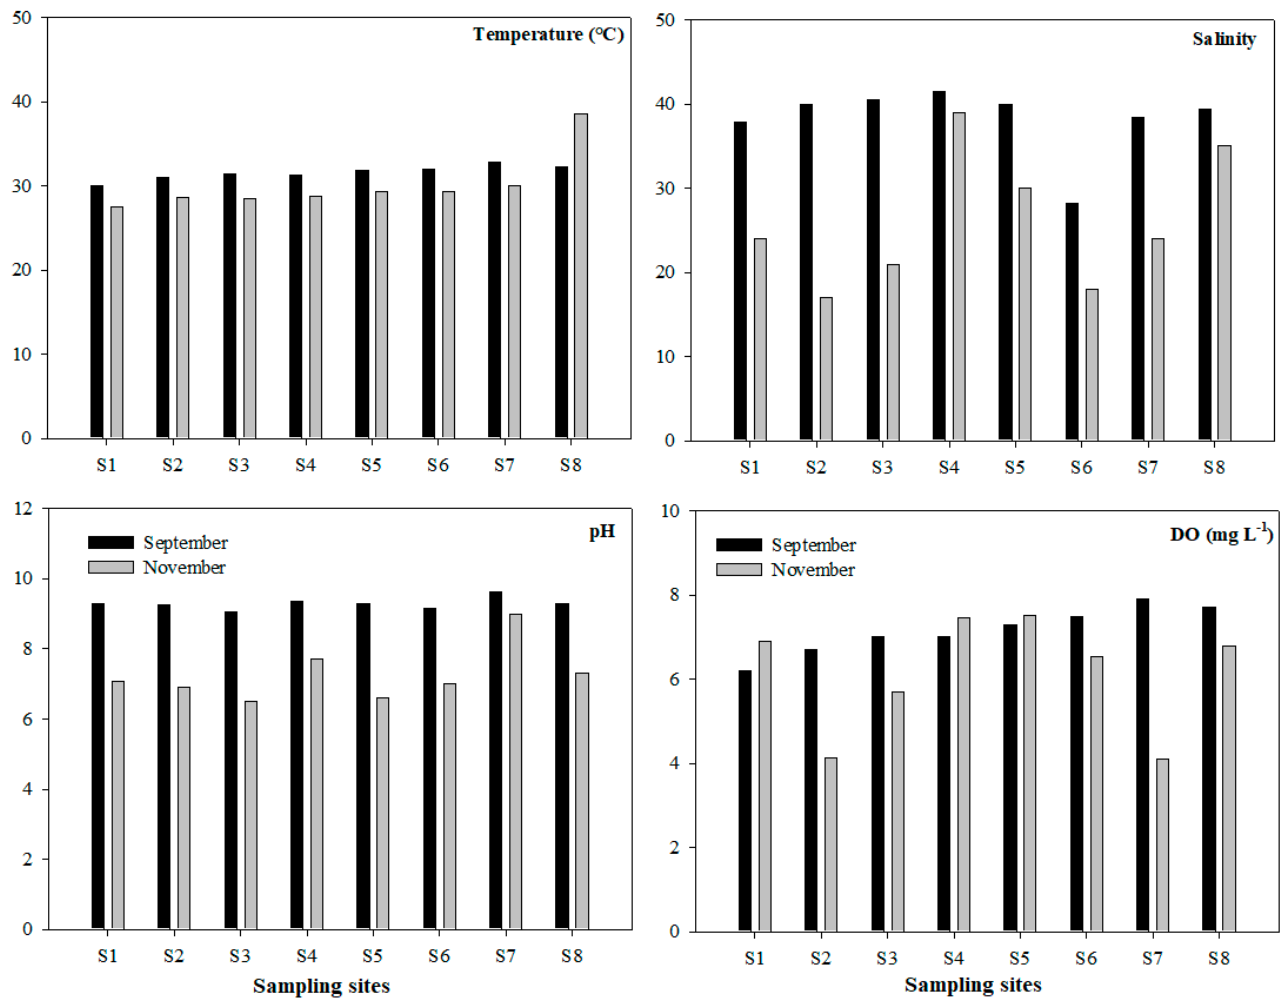 Temperature (°C)
50
40
30
20
10
0
S1 S2 S3 S4 S5 S6 S7 S8
Salinity
50
40
30
20
10
0
S1 S2 S3 S4 S5 S6 S7 S8
pH
September
November
12
10
8
6
4
2
0
S1 S2 S3 S4 S5 S6 S7 S8
Sampling sites
DO (mg L⁻¹)
September
November
10
8
6
4
2
0
S1 S2 S3 S4 S5 S6 S7 S8
Sampling sites